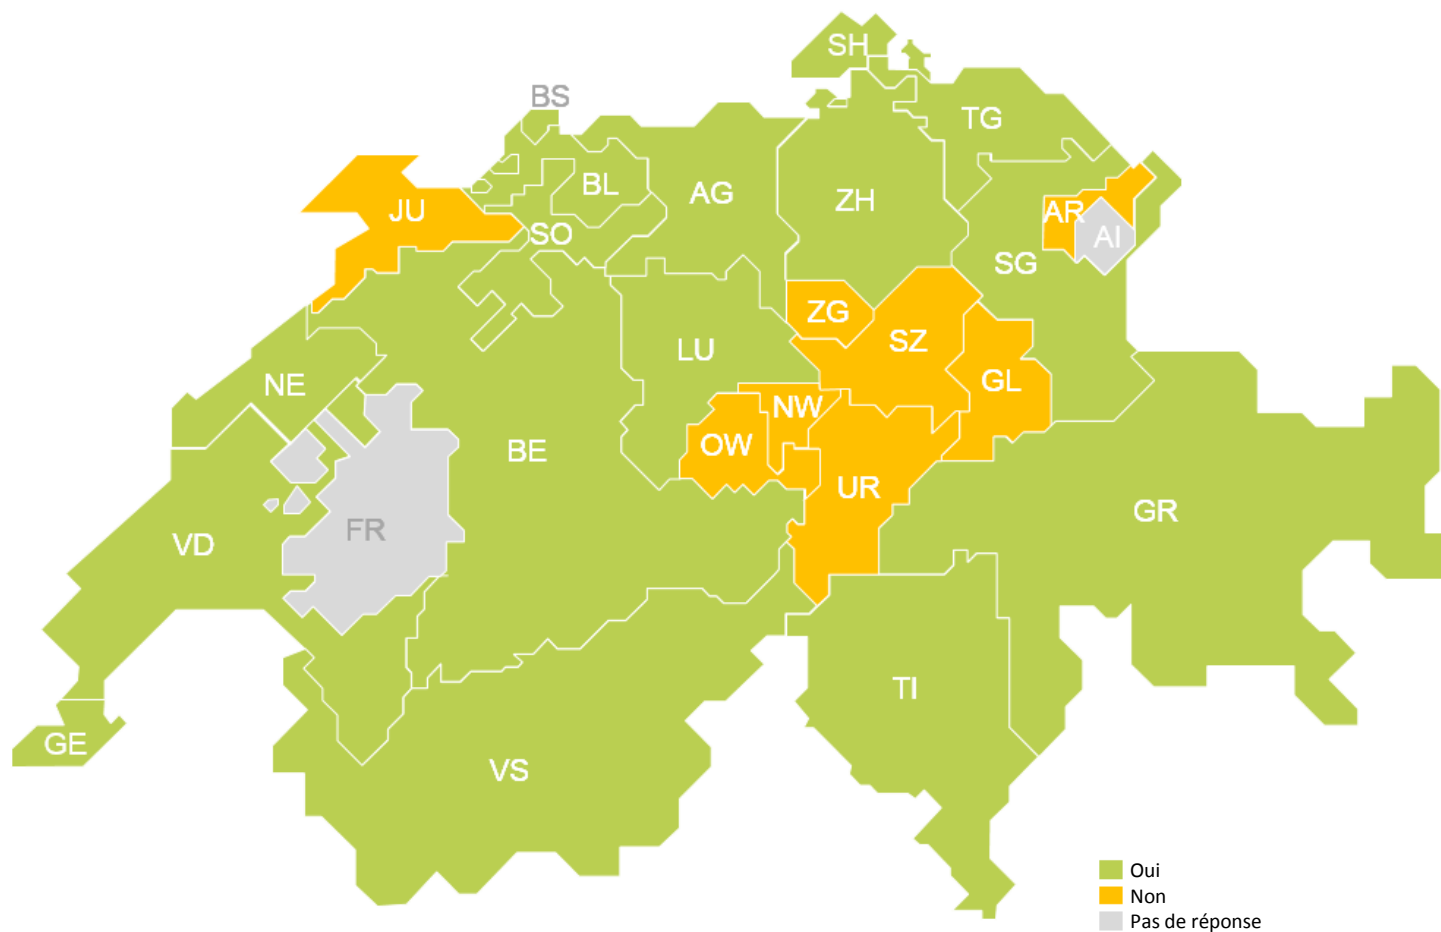 SH
BS
TG
BL
AG
ZH
JU
AR
SO
AI
SG
ZG
SZ
LU
GL
NE
NW
OW
BE
UR
GR
FR
VD
TI
GE
VS
Oui
Non
Pas de réponse